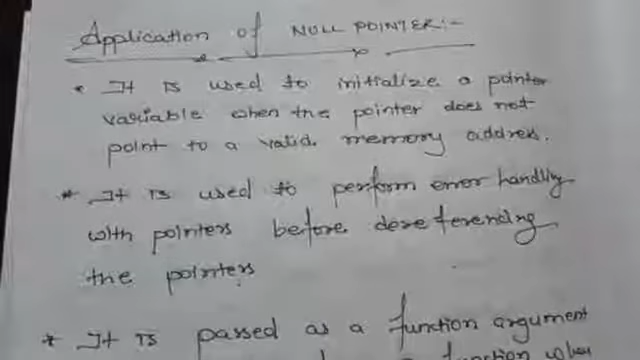 Application of NULL POINTER:-
* It is used to initialize a pointer
variable when the pointer does not
point to a valid memory address.
* It is used to perform error handling
with pointers before dereferencing
the pointers
* It is passed as a function argument
function when